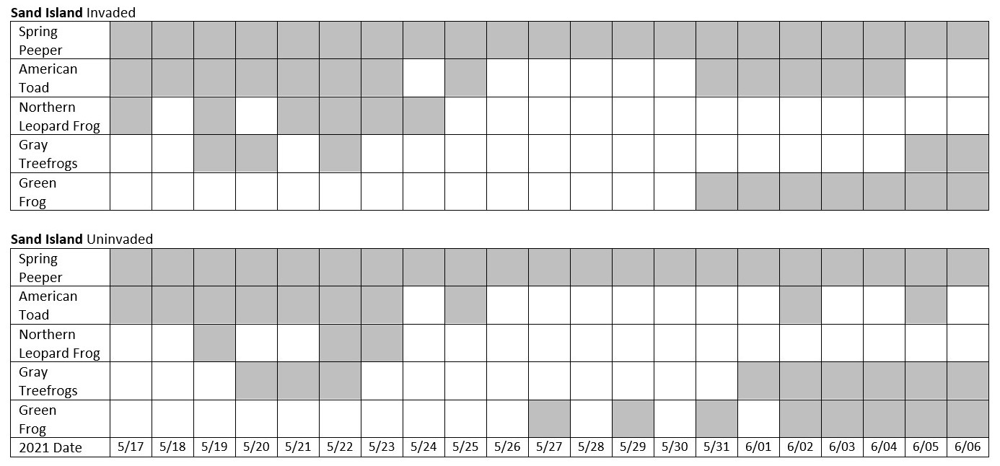 Sand Island Invaded
Spring
Peeper
American
Toad
Northern
Leopard Frog
Gray
Treefrogs
Green
Frog
Sand Island Uninvaded
Spring
Peeper
American
Toad
Northern
Leopard Frog
Gray
Treefrogs
Green
Frog
2021 Date 5/17 5/18 5/19 5/20 5/21 5/22 5/23 5/24 5/25 5/26 5/27 5/28 5/29 5/30 5/31 6/01 6/02 6/03 6/04 6/05 6/06